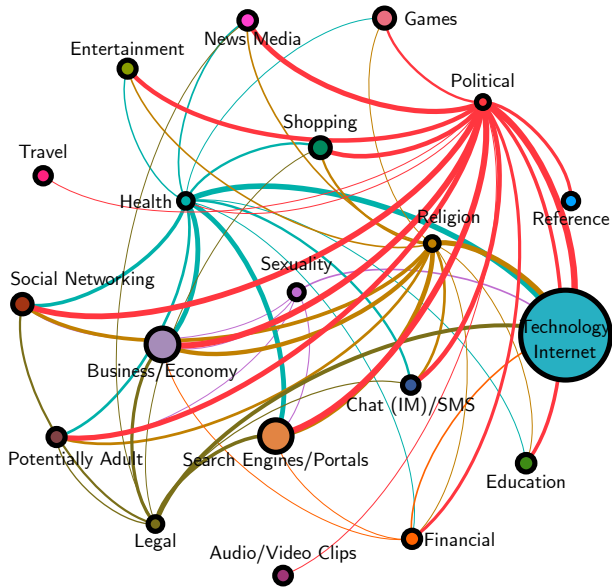 Games
News Media
Entertainment
Political
Shopping
Travel
Health
Religion
Reference
Sexuality
Social Networking
Technology
Internet
Business/Economy
Chat (IM)/SMS
Potentially Adult
Search Engines/Portals
Education
Legal
Financial
Audio/Video Clips